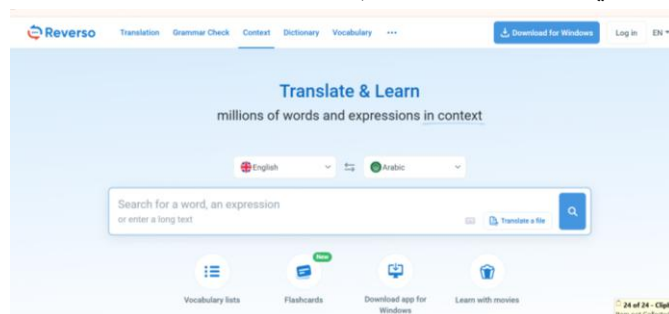 Reverso Translation Grammar Check Context Dictionary Vocabulary ••• Download for Windows Log in EN
Translate & Learn
millions of words and expressions in context
English Arabic
Search for a word, an expression
or enter a long text
Translate a file
New
Vocabulary lists Flashcards Download app for Windows Learn with movies
24 of 24 - Clip